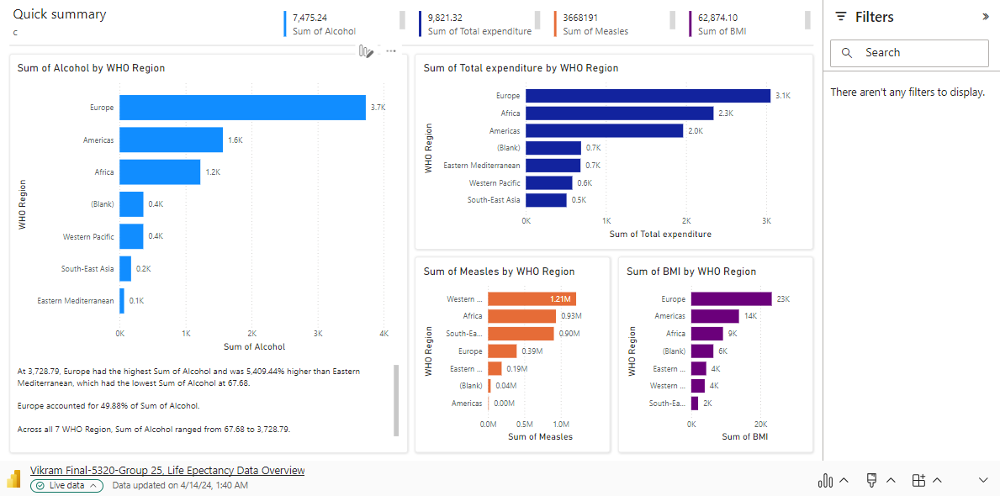 Quick summary
c
7,475.24
Sum of Alcohol
9,821.32
Sum of Total expenditure
3668191
Sum of Measles
62,874.10
Sum of BMI
Filters
Search
There aren't any filters to display.
Sum of Alcohol by WHO Region
WHO Region
Europe 3.7K
Americas 1.6K
Africa 1.2K
(Blank) 0.4K
Western Pacific 0.4K
South-East Asia 0.2K
Eastern Mediterranean 0.1K
0K 1K 2K 3K 4K
Sum of Alcohol
At 3,728.79, Europe had the highest Sum of Alcohol and was 5,409.44% higher than Eastern
Mediterranean, which had the lowest Sum of Alcohol at 67.68.
Europe accounted for 49.88% of Sum of Alcohol.
Across all 7 WHO Region, Sum of Alcohol ranged from 67.68 to 3,728.79.
Sum of Total expenditure by WHO Region
WHO Region
Europe 3.1K
Africa 2.3K
Americas 2.0K
(Blank) 0.7K
Eastern Mediterranean 0.7K
Western Pacific 0.6K
South-East Asia 0.5K
0K 1K 2K 3K
Sum of Total expenditure
Sum of Measles by WHO Region
WHO Region
Western ... 1.21M
Africa 0.93M
South-Ea... 0.90M
Europe 0.39M
Eastern ... 0.19M
(Blank) 0.04M
Americas 0.00M
0.0M 0.5M 1.0M
Sum of Measles
Sum of BMI by WHO Region
WHO Region
Europe 23K
Americas 14K
Africa 9K
(Blank) 6K
Eastern ... 4K
Western ... 4K
South-Ea... 2K
0K 20K
Sum of BMI
Vikram Final-5320-Group 25, Life Epectancy Data Overview
Live data
Data updated on 4/14/24, 1:40 AM